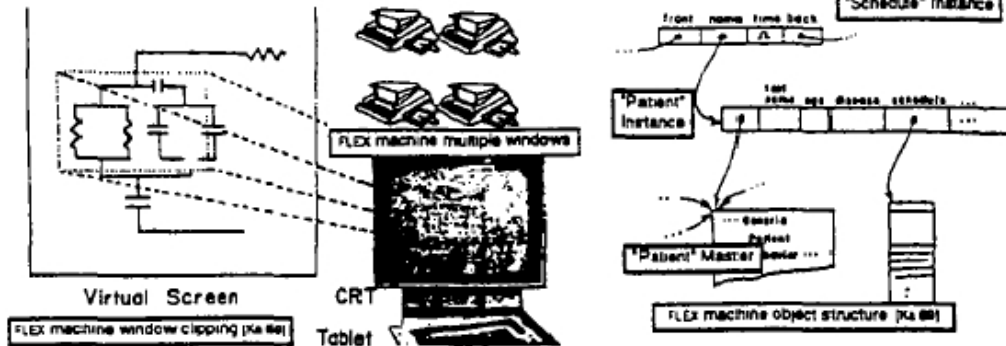 Virtual Screen
FLEX machine window clipping [Ka 69]
FLEX machine multiple windows
CRT
Tablet
"Schedule" Instance
front name time back
"Patient"
Instance
last
name age disease schedule ...
... Generic
Patient
"Patient" Master
FLEX machine object structure [Ka 69]